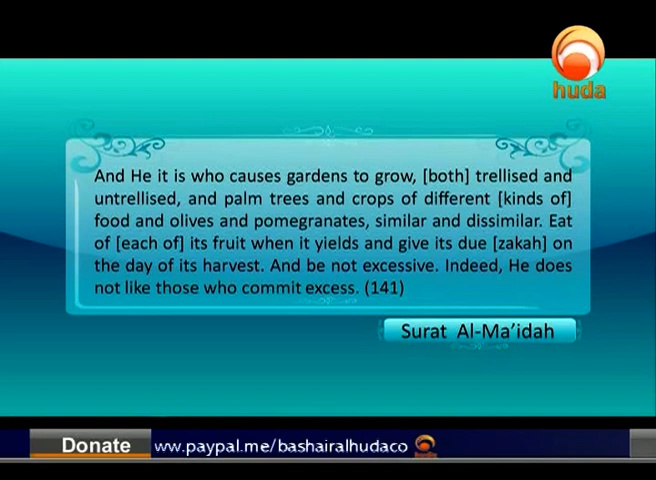 huda
And He it is who causes gardens to grow, [both] trellised and
untrellised, and palm trees and crops of different [kinds of]
food and olives and pomegranates, similar and dissimilar. Eat
of [each of] its fruit when it yields and give its due [zakah] on
the day of its harvest. And be not excessive. Indeed, He does
not like those who commit excess. (141)
Surat Al-Ma’idah
Donate ww.paypal.me/bashairalhudaco huda